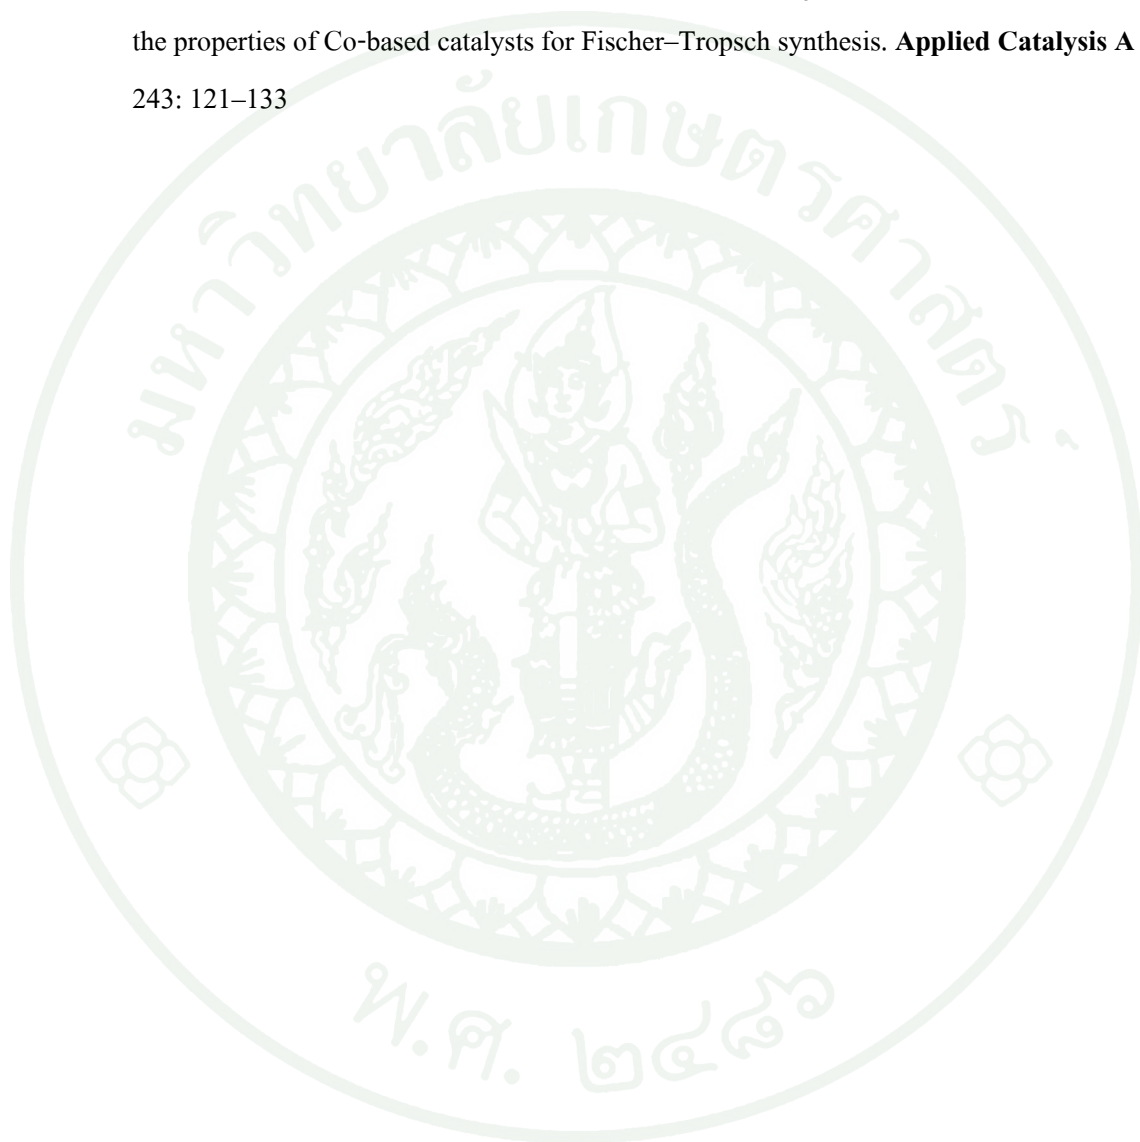 the properties of Co-based catalysts for Fischer–Tropsch synthesis. **Applied Catalysis A**
243: 121–133
มหาวิทยาลัยเกษตรศาสตร์
พ.ศ. ๒๔๘๖